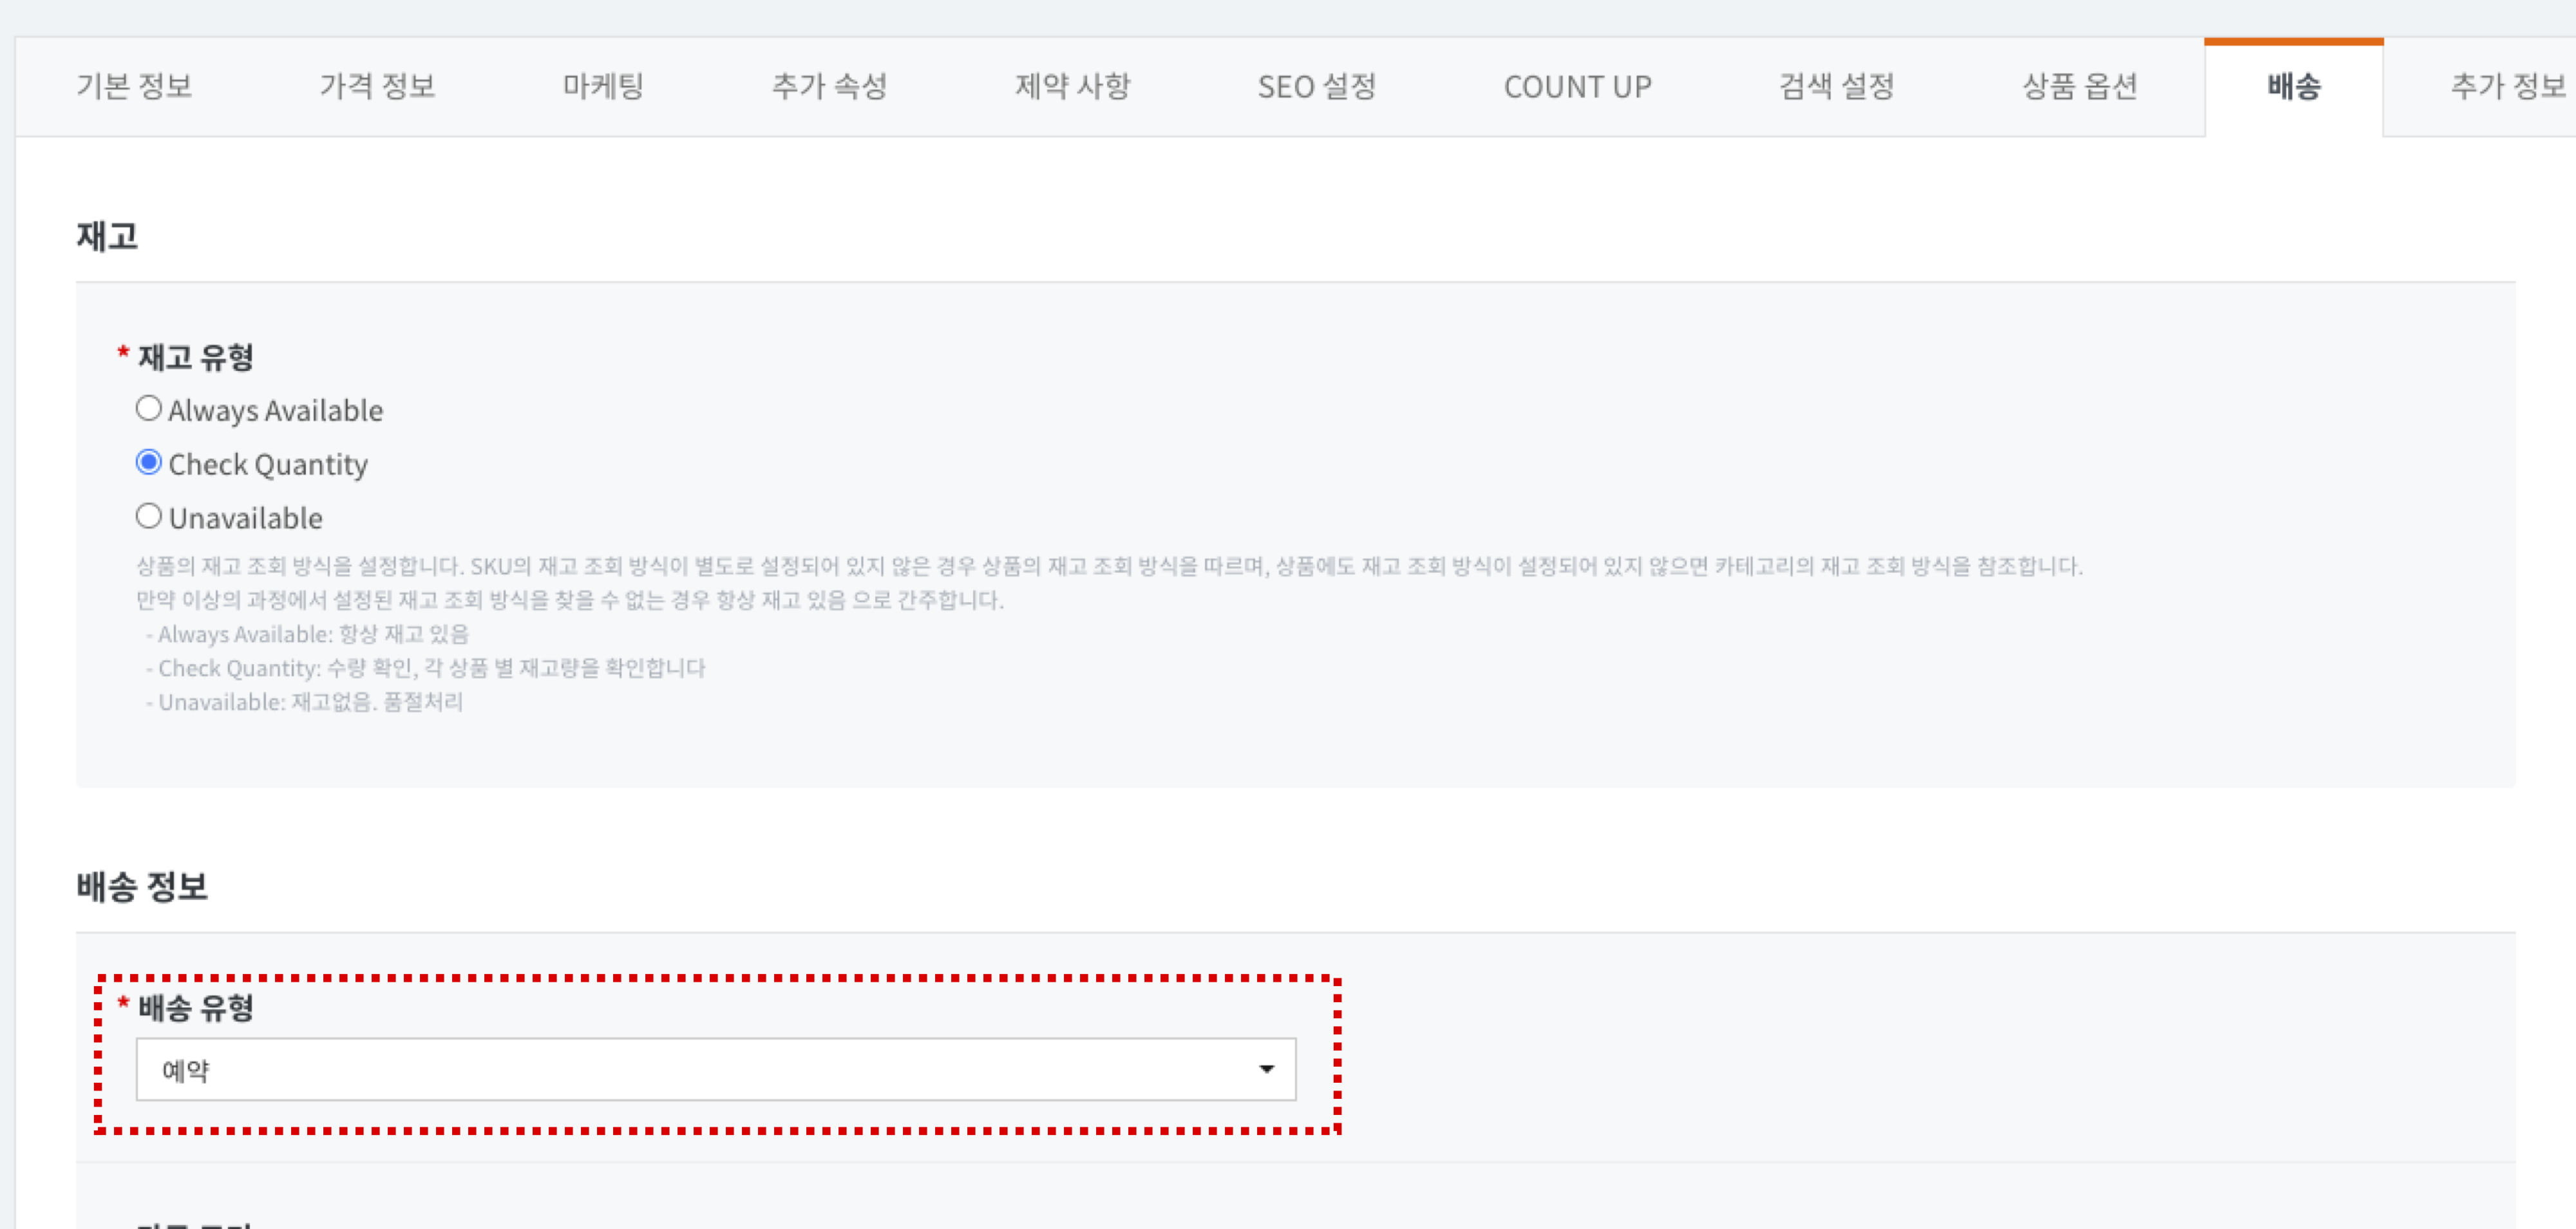 기본 정보 가격 정보 마케팅 추가 속성 제약 사항 SEO 설정 COUNT UP 검색 설정 상품 옵션 배송 추가 정보
재고
* 재고 유형
Always Available
Check Quantity
Unavailable
상품의 재고 조회 방식을 설정합니다. SKU의 재고 조회 방식이 별도로 설정되어 있지 않은 경우 상품의 재고 조회 방식을 따르며, 상품에도 재고 조회 방식이 설정되어 있지 않으면 카테고리의 재고 조회 방식을 참조합니다.
만약 이상의 과정에서 설정된 재고 조회 방식을 찾을 수 없는 경우 항상 재고 있음 으로 간주합니다.
- Always Available: 항상 재고 있음
- Check Quantity: 수량 확인, 각 상품 별 재고량을 확인합니다
- Unavailable: 재고없음. 품절처리
배송 정보
* 배송 유형
예약